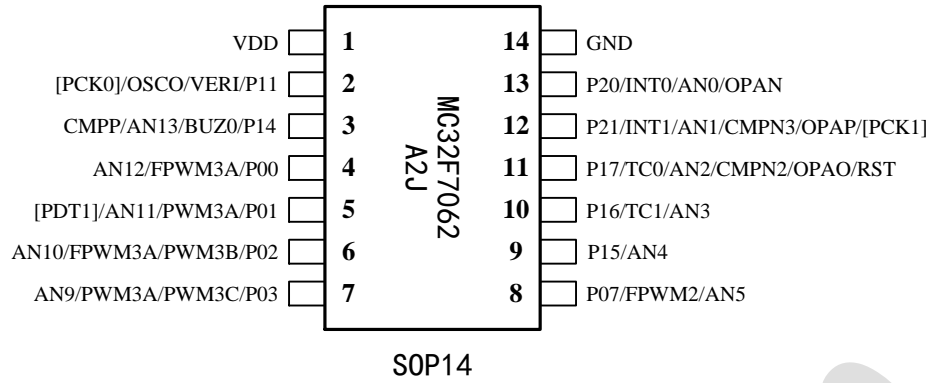 VDD 1 14 GND
[PCK0]/OSCO/VERI/P11 2 13 P20/INT0/AN0/OPAN
CMPP/AN13/BUZ0/P14 3 12 P21/INT1/AN1/CMPN3/OPAP/[PCK1]
AN12/FPWM3A/P00 4 11 P17/TC0/AN2/CMPN2/OPAO/RST
[PDT1]/AN11/PWM3A/P01 5 10 P16/TC1/AN3
AN10/FPWM3A/PWM3B/P02 6 9 P15/AN4
AN9/PWM3A/PWM3C/P03 7 8 P07/FPWM2/AN5
MC32F7062
A2J
SOP14